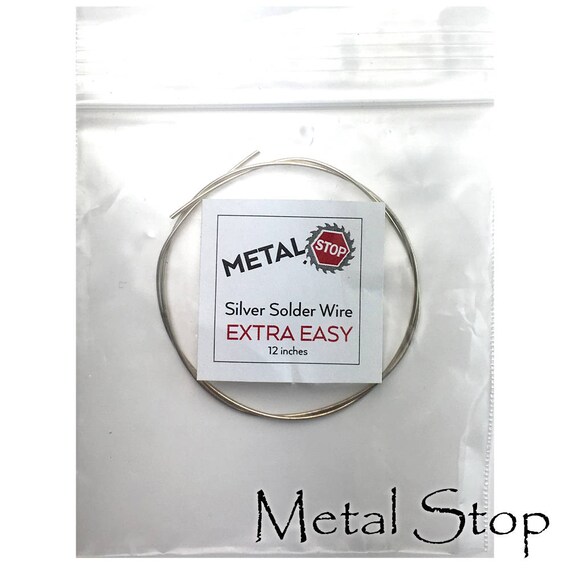 METAL STOP
Silver Solder Wire
EXTRA EASY
12 inches
Metal Stop